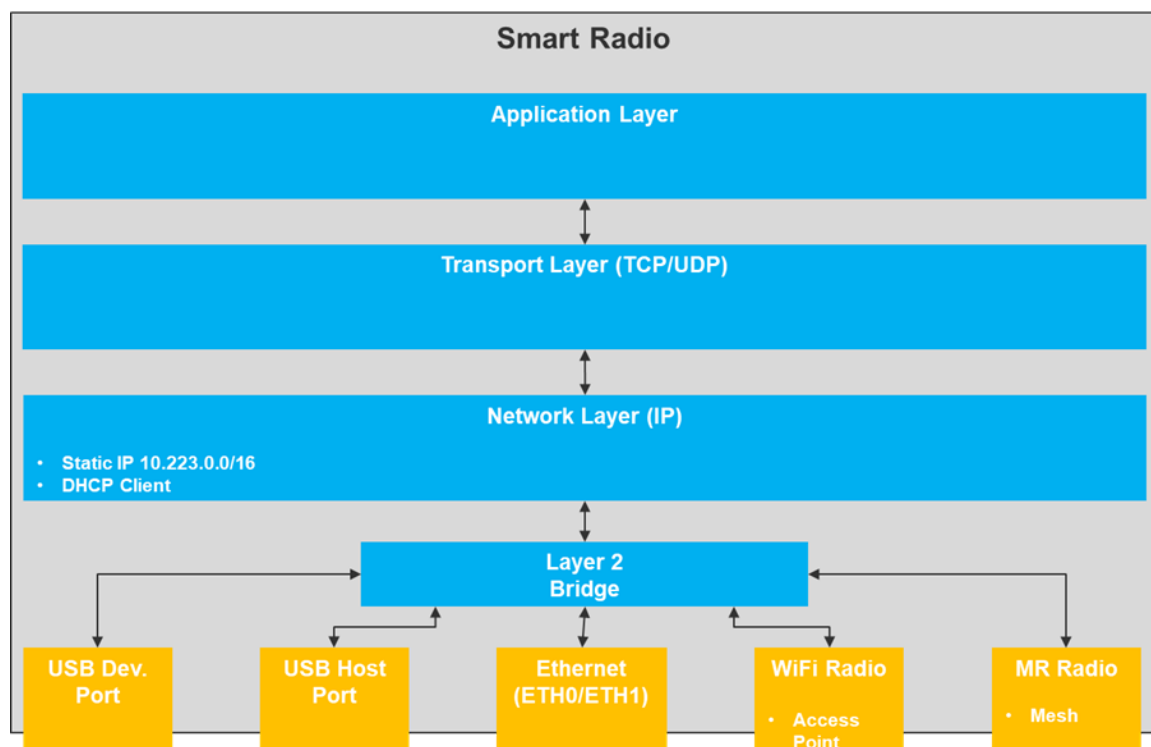 Smart Radio
Application Layer
Transport Layer (TCP/UDP)
Network Layer (IP)
• Static IP 10.223.0.0/16
• DHCP Client
Layer 2
Bridge
USB Dev.
Port
USB Host
Port
Ethernet
(ETH0/ETH1)
WiFi Radio
• Access
Point
MR Radio
• Mesh